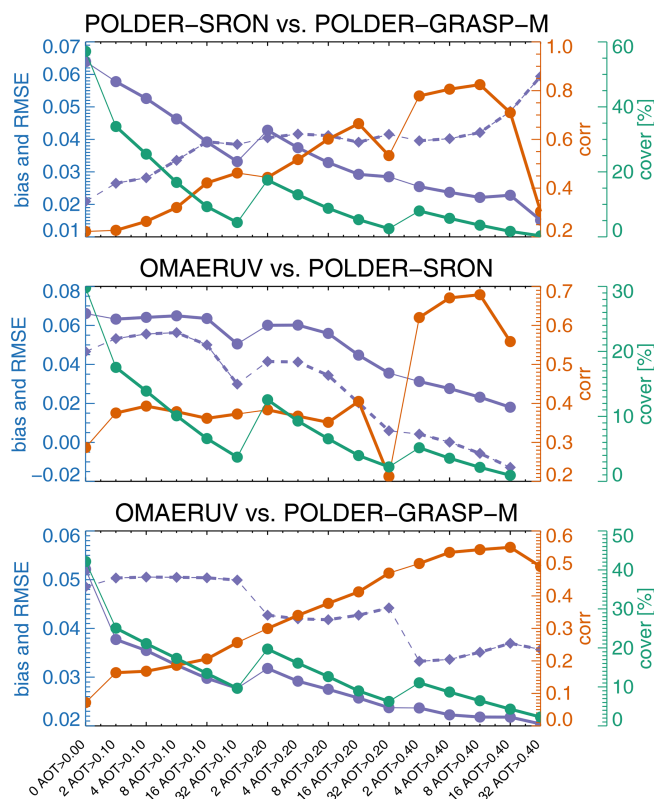 POLDER−SRON vs. POLDER−GRASP−M
0.07
0.06
0.05
0.04
0.03
0.02
0.01
bias and RMSE
1.0
0.8
0.6
0.4
0.2
corr
60
40
20
0
cover [%]
OMAERUV vs. POLDER−SRON
0.08
0.06
0.04
0.02
0.00
−0.02
bias and RMSE
0.7
0.6
0.5
0.4
0.3
0.2
corr
30
20
10
0
cover [%]
OMAERUV vs. POLDER−GRASP−M
0.06
0.05
0.04
0.03
0.02
bias and RMSE
0.6
0.5
0.4
0.3
0.2
0.1
0.0
corr
50
40
30
20
10
0
cover [%]
0 AOT>0.00
2 AOT>0.10
4 AOT>0.10
8 AOT>0.10
16 AOT>0.10
32 AOT>0.10
2 AOT>0.20
4 AOT>0.20
8 AOT>0.20
16 AOT>0.20
32 AOT>0.20
2 AOT>0.40
4 AOT>0.40
8 AOT>0.40
16 AOT>0.40
32 AOT>0.40